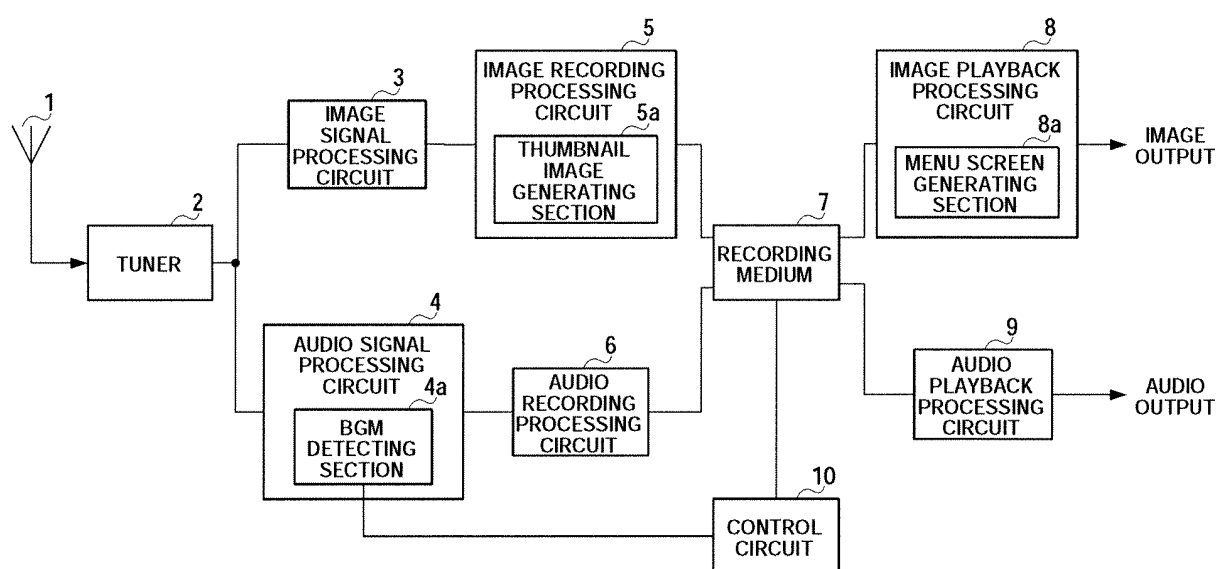 1
2
TUNER
3
IMAGE
SIGNAL
PROCESSING
CIRCUIT
4
AUDIO SIGNAL
PROCESSING
CIRCUIT
4a
BGM
DETECTING
SECTION
5
IMAGE RECORDING
PROCESSING
CIRCUIT
5a
THUMBNAIL
IMAGE
GENERATING
SECTION
6
AUDIO
RECORDING
PROCESSING
CIRCUIT
7
RECORDING
MEDIUM
8
IMAGE PLAYBACK
PROCESSING
CIRCUIT
8a
MENU SCREEN
GENERATING
SECTION
IMAGE
OUTPUT
9
AUDIO
PLAYBACK
PROCESSING
CIRCUIT
AUDIO
OUTPUT
10
CONTROL
CIRCUIT